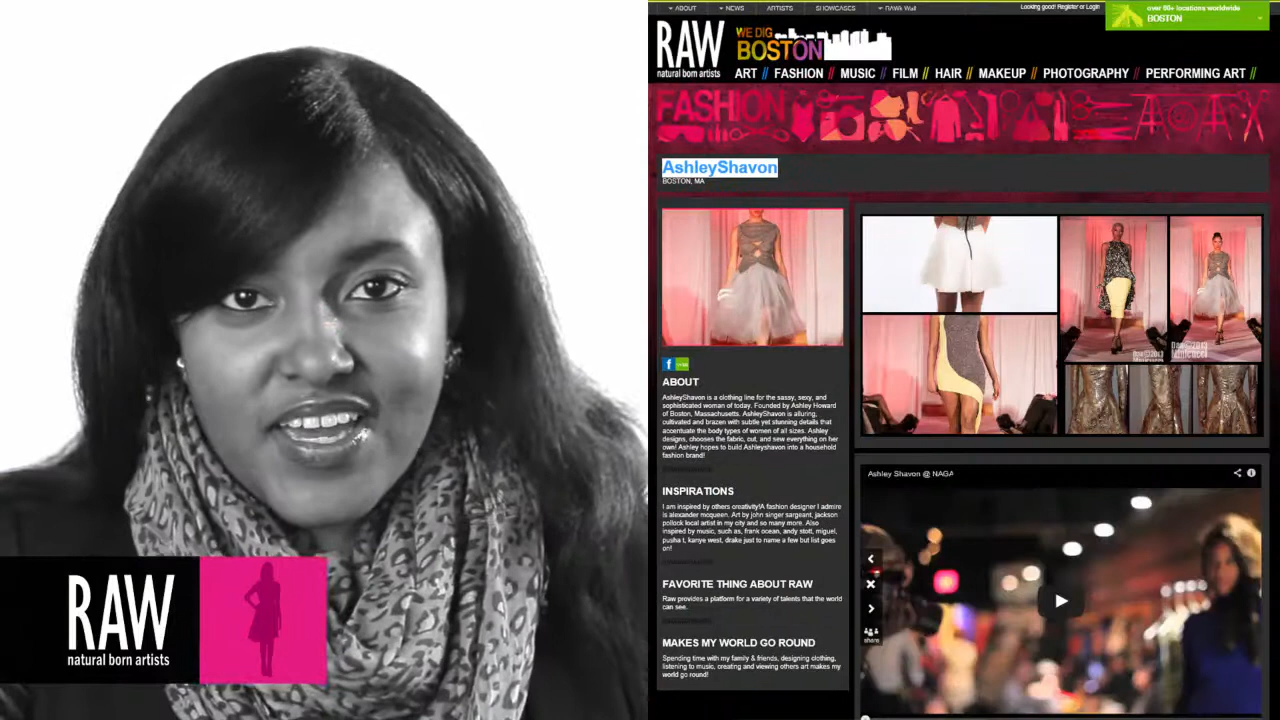 ABOUT
NEWS
ARTISTS
SHOWCASES
RAWk Wall
Looking good! Register or Login
over 60+ locations worldwide
BOSTON
RAW
natural born artists
WE DIG
BOSTON
ART // FASHION // MUSIC // FILM // HAIR // MAKEUP // PHOTOGRAPHY // PERFORMING ART //
FASHION
AshleyShavon
BOSTON, MA
ABOUT
AshleyShavon is a clothing line for the sassy, sexy, and
sophisticated woman of today. Founded by Ashley Howard
of Boston, Massachusetts. AshleyShavon is alluring,
cultivated and brazen with subtle yet stunning details that
accentuate the body types of women of all sizes. Ashley
designs, chooses the fabric, cut, and sew everything on her
own! Ashley hopes to build Ashleyshavon into a household
fashion brand!
INSPIRATIONS
I am inspired by others creativity!A fashion designer I admire
is alexander mcqueen. Art by john singer sargeant, jackson
pollock local artist in my city and so many more. Also
inspired by music, such as, frank ocean, andy stott, miguel,
pusha t, kanye west, drake just to name a few but list goes
on!
FAVORITE THING ABOUT RAW
Raw provides a platform for a variety of talents that the world
can see.
MAKES MY WORLD GO ROUND
Spending time with my family & friends, designing clothing,
listening to music, creating and viewing others art makes my
world go round!
Ashley Shavon @ NAGA
share
RAW
natural born artists